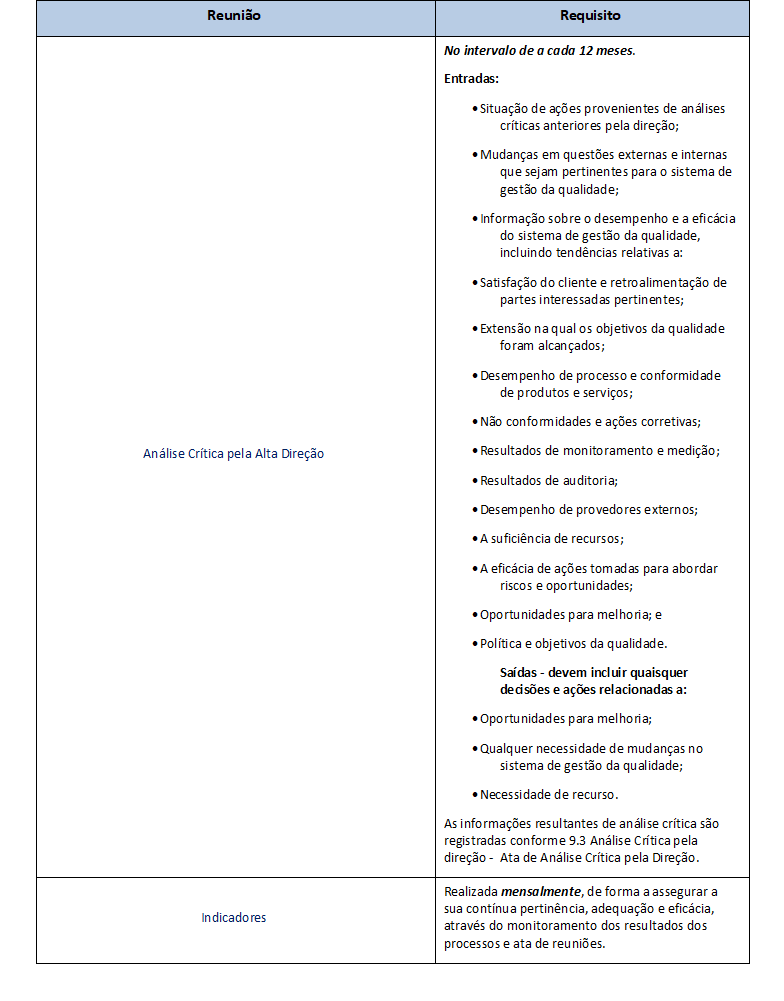 Reunião
Requisito
No intervalo de a cada 12 meses.
Entradas:
•Situação de ações provenientes de análises
críticas anteriores pela direção;
•Mudanças em questões externas e internas
que sejam pertinentes para o sistema de
gestão da qualidade;
•Informação sobre o desempenho e a eficácia
do sistema de gestão da qualidade,
incluindo tendências relativas a:
•Satisfação do cliente e retroalimentação de
partes interessadas pertinentes;
•Extensão na qual os objetivos da qualidade
foram alcançados;
•Desempenho de processo e conformidade
de produtos e serviços;
•Não conformidades e ações corretivas;
Análise Crítica pela Alta Direção
•Resultados de monitoramento e medição;
•Resultados de auditoria;
•Desempenho de provedores externos;
•A suficiência de recursos;
•A eficácia de ações tomadas para abordar
riscos e oportunidades;
•Oportunidades para melhoria; e
•Política e objetivos da qualidade.
Saídas - devem incluir quaisquer
decisões e ações relacionadas a:
•Oportunidades para melhoria;
•Qualquer necessidade de mudanças no
sistema de gestão da qualidade;
•Necessidade de recurso.
As informações resultantes de análise crítica são
registradas conforme 9.3 Análise Crítica pela
direção - Ata de Análise Crítica pela Direção.
Indicadores
Realizada mensalmente, de forma a assegurar a
sua contínua pertinência, adequação e eficácia,
através do monitoramento dos resultados dos
processos e ata de reuniões.